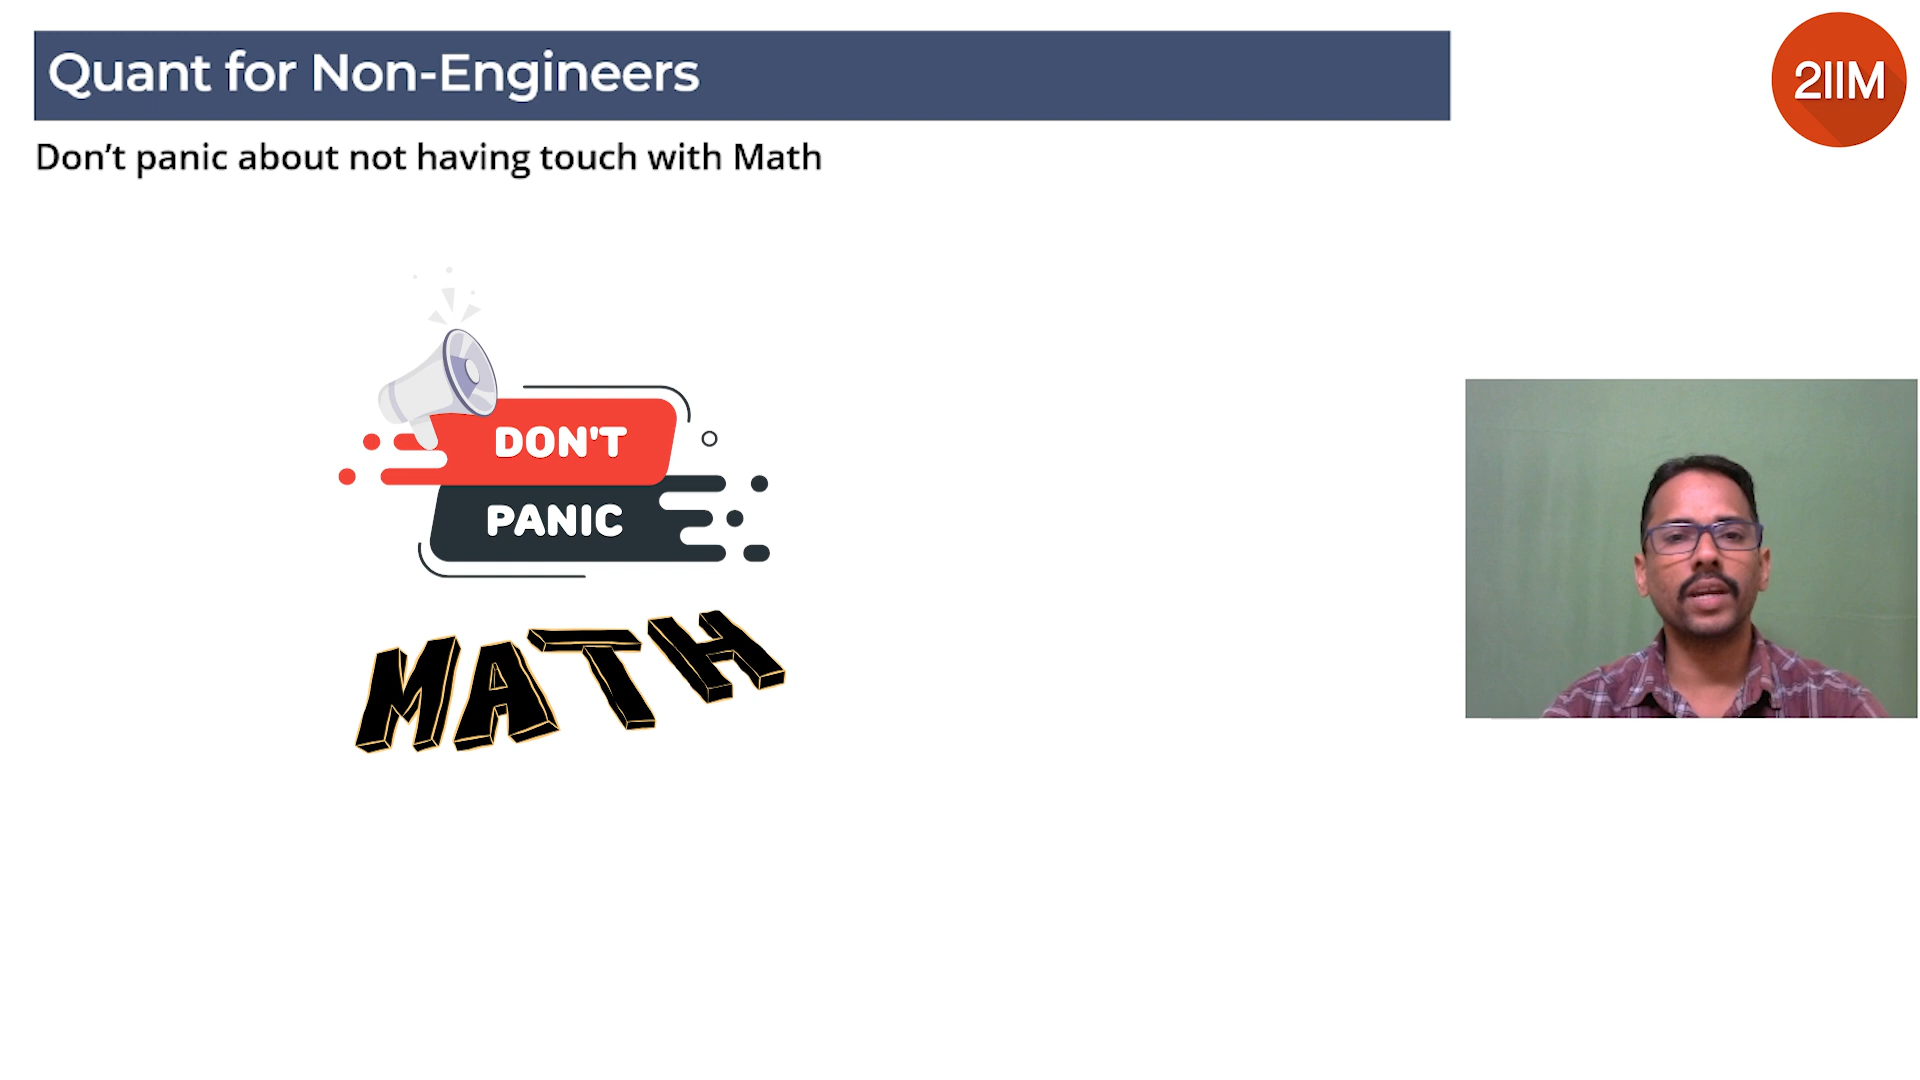 Quant for Non-Engineers
2IIM
Don't panic about not having touch with Math
DON'T
PANIC
MATH